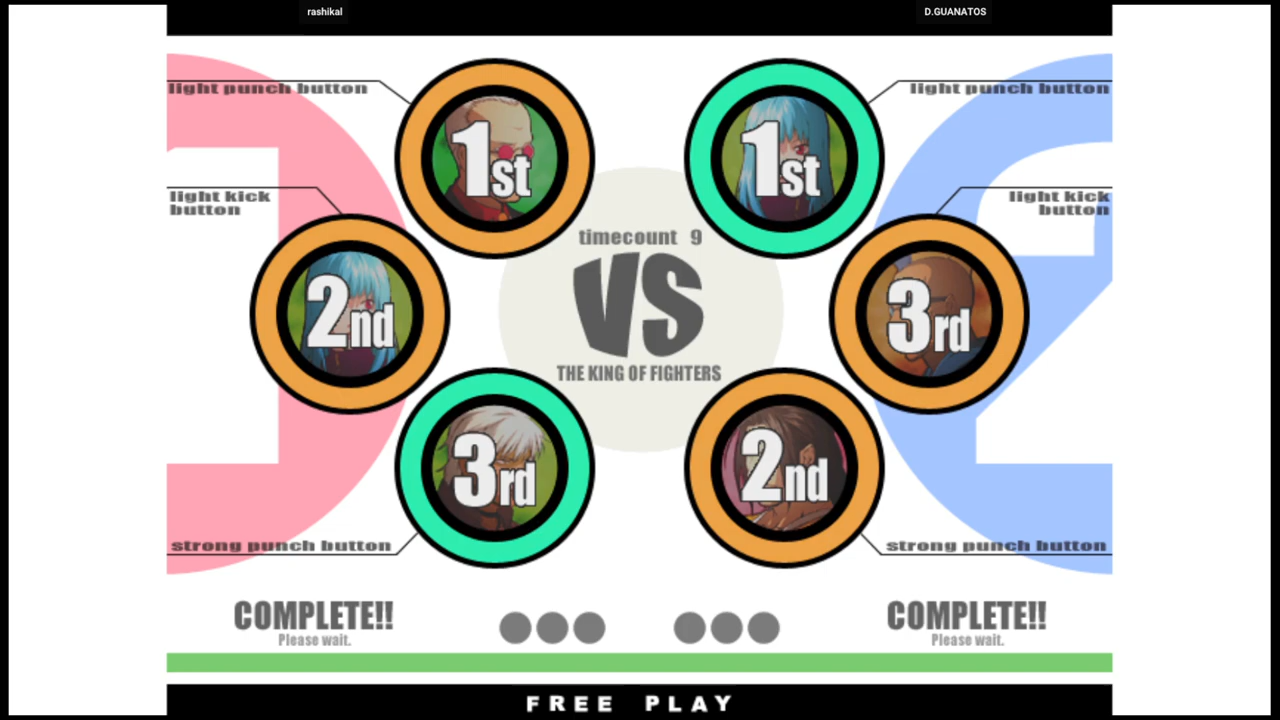 rashikal
D.GUANATOS
light punch button
light punch button
1st
1st
light kick
button
light kick
button
timecount 9
VS
THE KING OF FIGHTERS
2nd
3rd
3rd
2nd
strong punch button
strong punch button
COMPLETE!!
Please wait.
COMPLETE!!
Please wait.
FREE PLAY